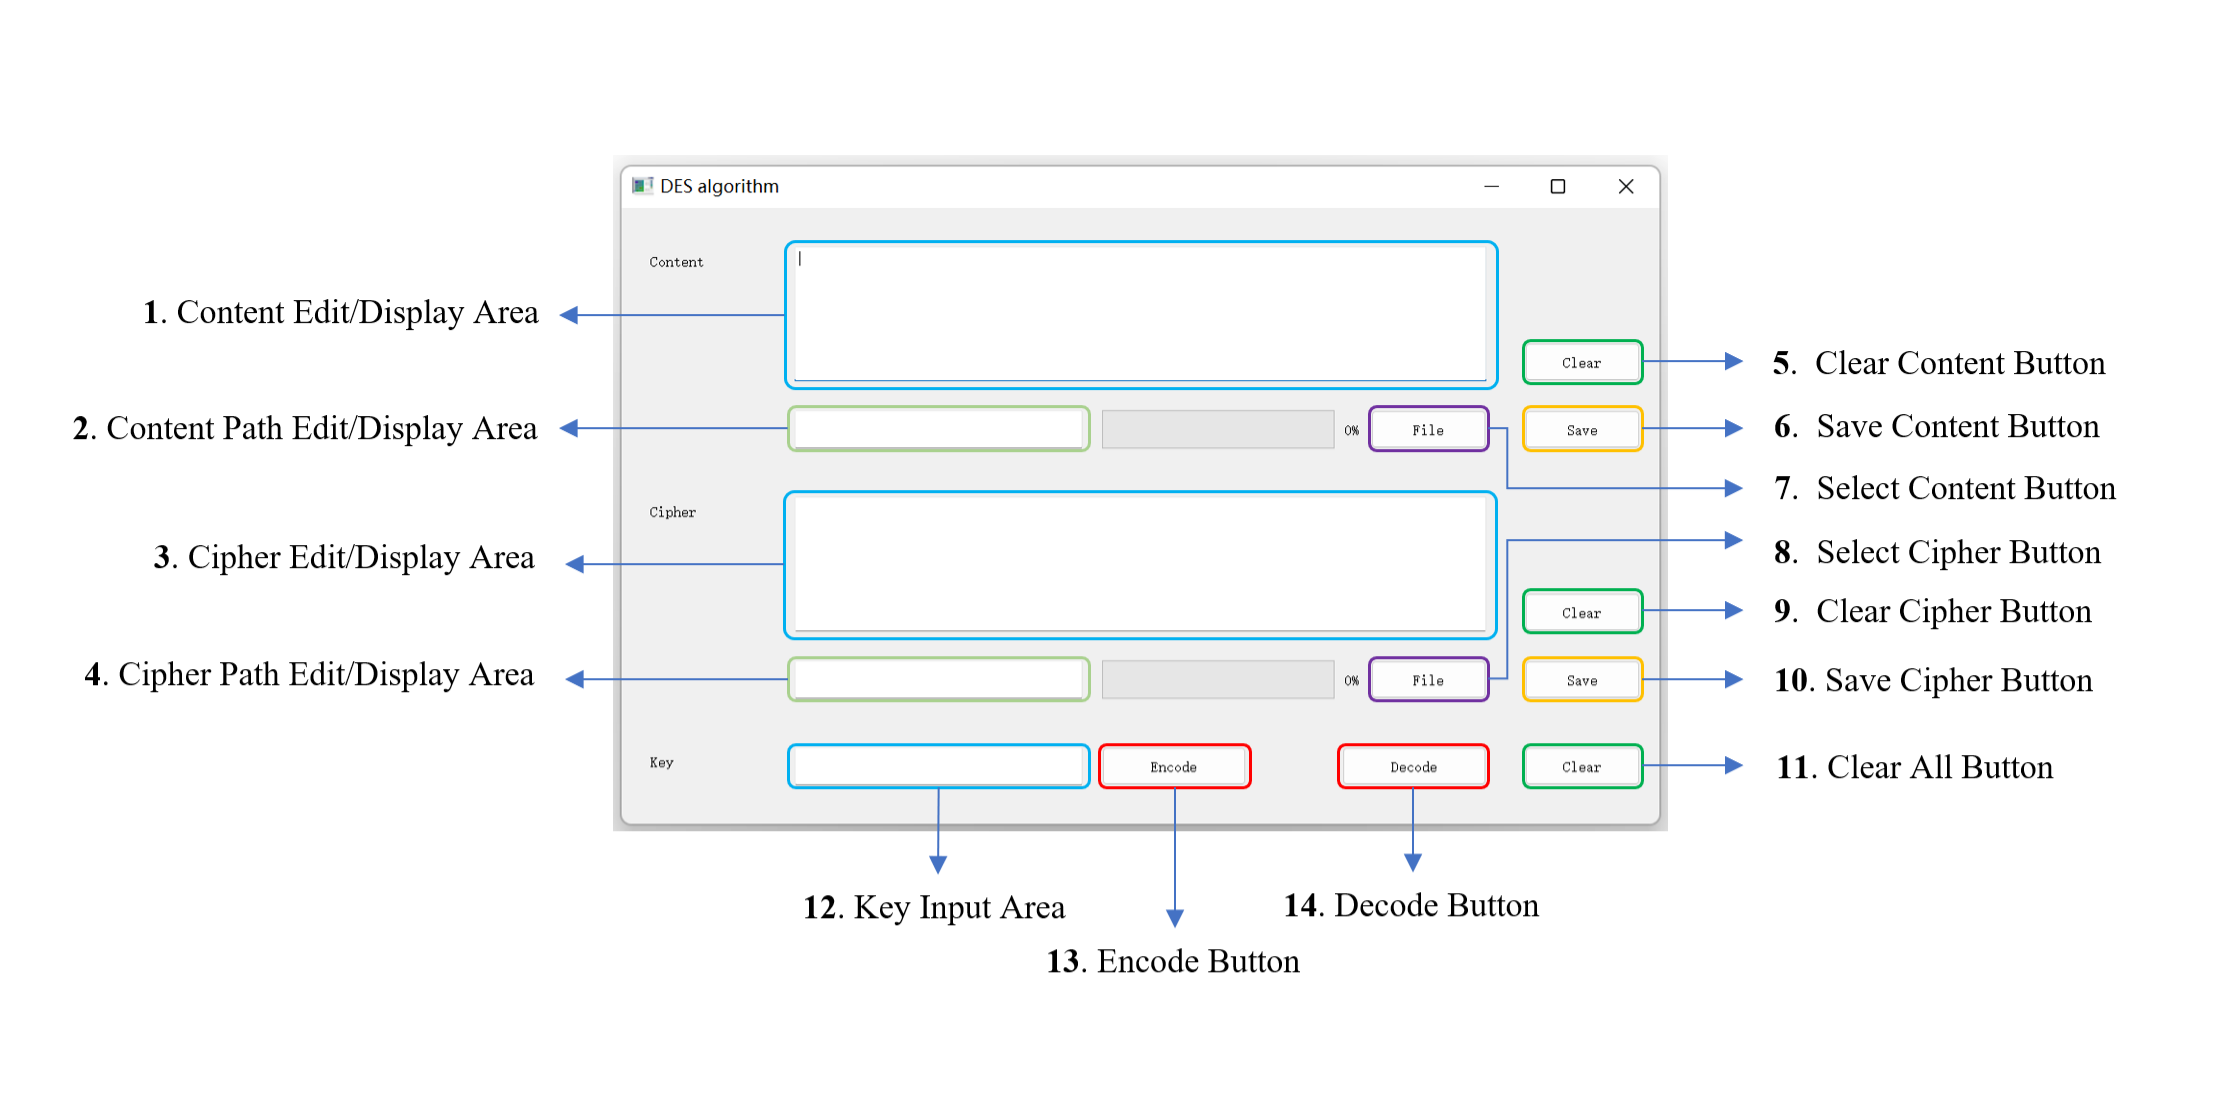 DES algorithm
Content
1. Content Edit/Display Area
Clear
5. Clear Content Button
2. Content Path Edit/Display Area
0%
File
Save
6. Save Content Button
7. Select Content Button
Cipher
3. Cipher Edit/Display Area
8. Select Cipher Button
Clear
9. Clear Cipher Button
4. Cipher Path Edit/Display Area
0%
File
Save
10. Save Cipher Button
Key
Encode
Decode
Clear
11. Clear All Button
12. Key Input Area
14. Decode Button
13. Encode Button